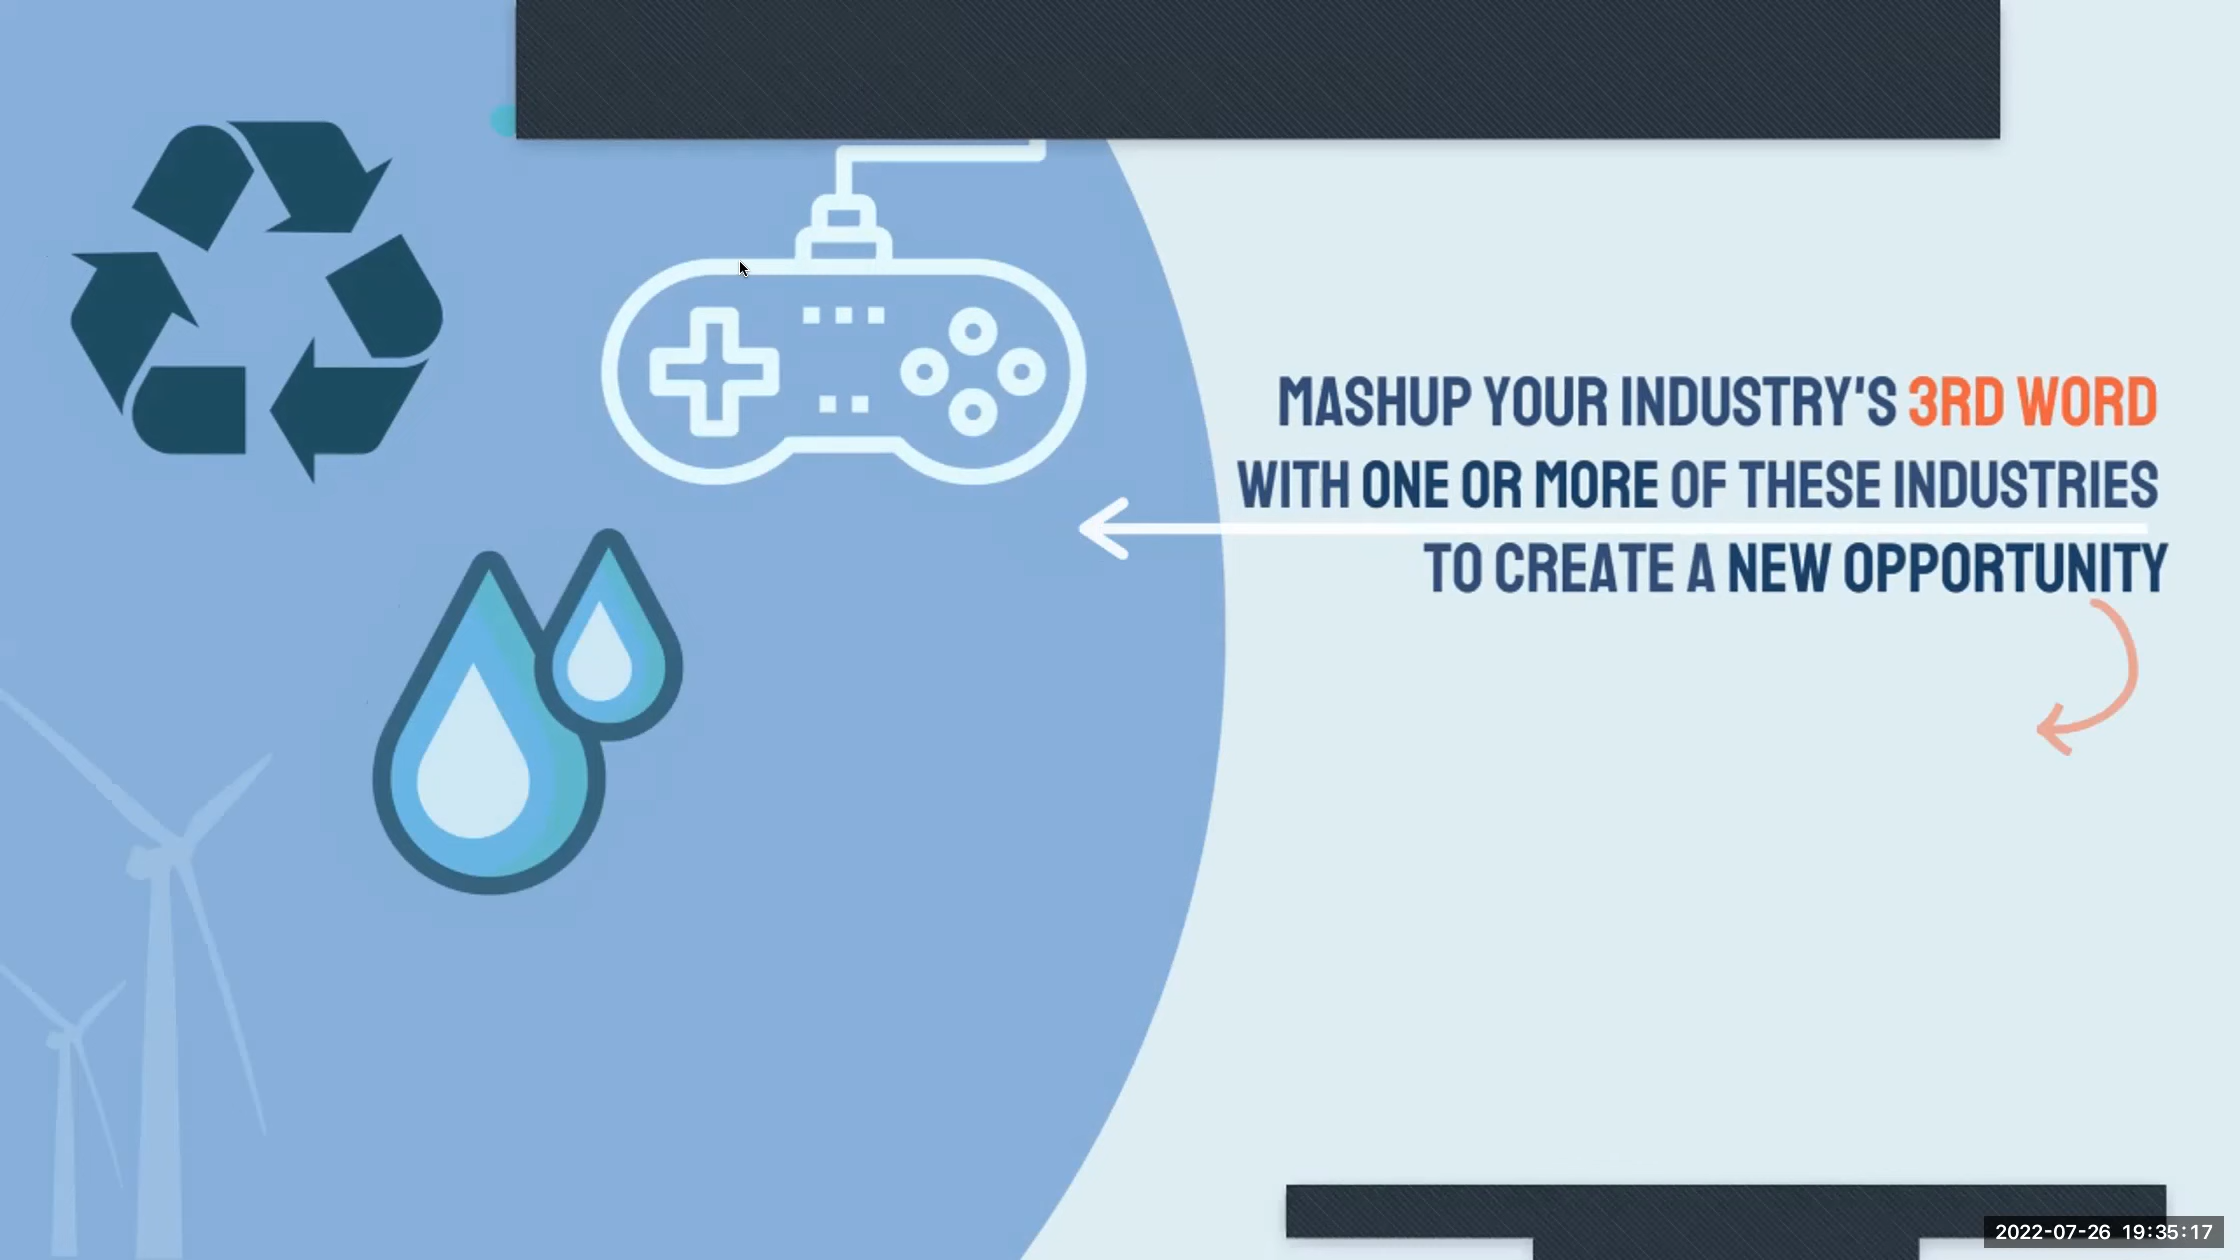 MASHUP YOUR INDUSTRY'S 3RD WORD
WITH ONE OR MORE OF THESE INDUSTRIES
TO CREATE A NEW OPPORTUNITY
2022-07-26 19:35:17